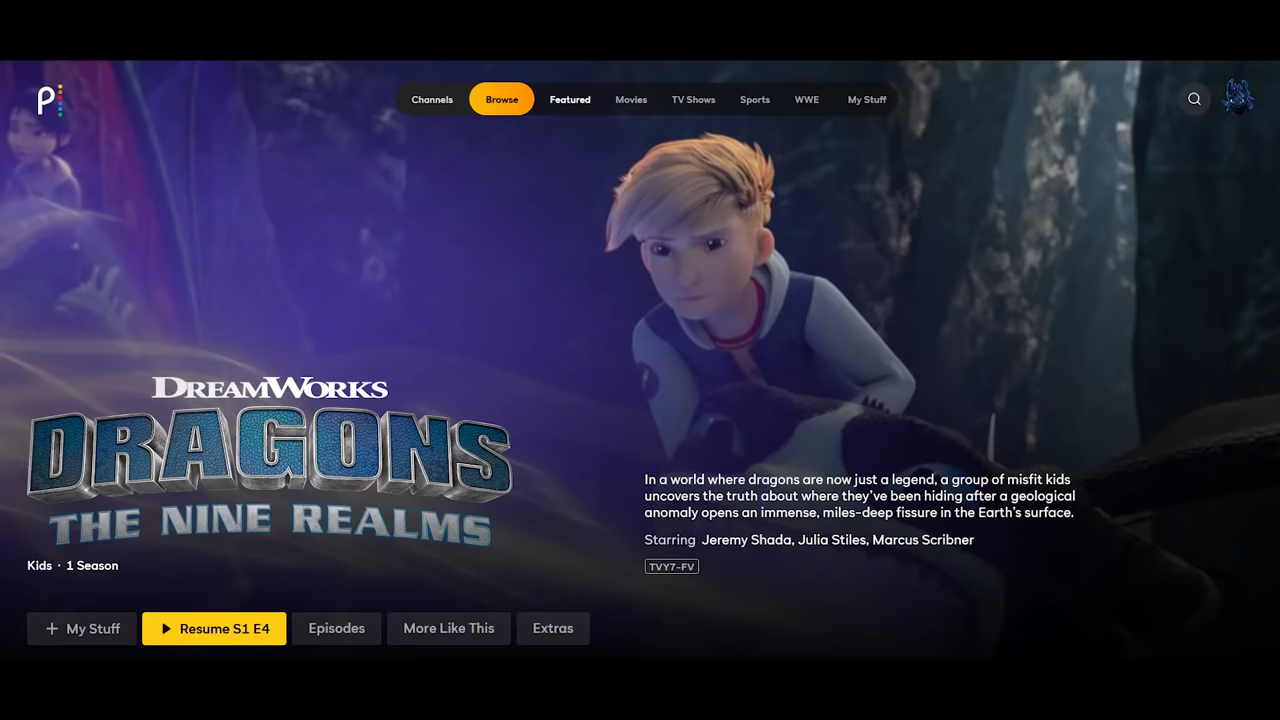 P
Channels Browse Featured Movies TV Shows Sports WWE My Stuff
DREAMWORKS
DRAGONS
THE NINE REALMS
Kids · 1 Season
In a world where dragons are now just a legend, a group of misfit kids
uncovers the truth about where they've been hiding after a geological
anomaly opens an immense, miles-deep fissure in the Earth's surface.
Starring Jeremy Shada, Julia Stiles, Marcus Scribner
TVY7-FV
+ My Stuff Resume S1 E4 Episodes More Like This Extras